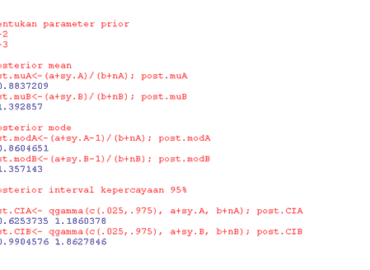 entukan parameter prior
-2
-3
osterior mean
st.muA<-(a+sy.A)/(b+nA); post.muA
0.8837209
st.muB<-(a+sy.B)/(b+nB); post.muB
1.392857
osterior mode
st.modA<-(a+sy.A-1)/(b+nA); post.modA
0.8604651
st.modB<-(a+sy.B-1)/(b+nB); post.modB
1.357143
osterior interval kepercayaan 95%
st.CIA<- qgamma(c(.025,.975), a+sy.A, b+nA); post.CIA
0.6253735 1.1860378
st.CIB<- qgamma(c(.025,.975), a+sy.B, b+nB); post.CIB
0.9904576 1.8627846